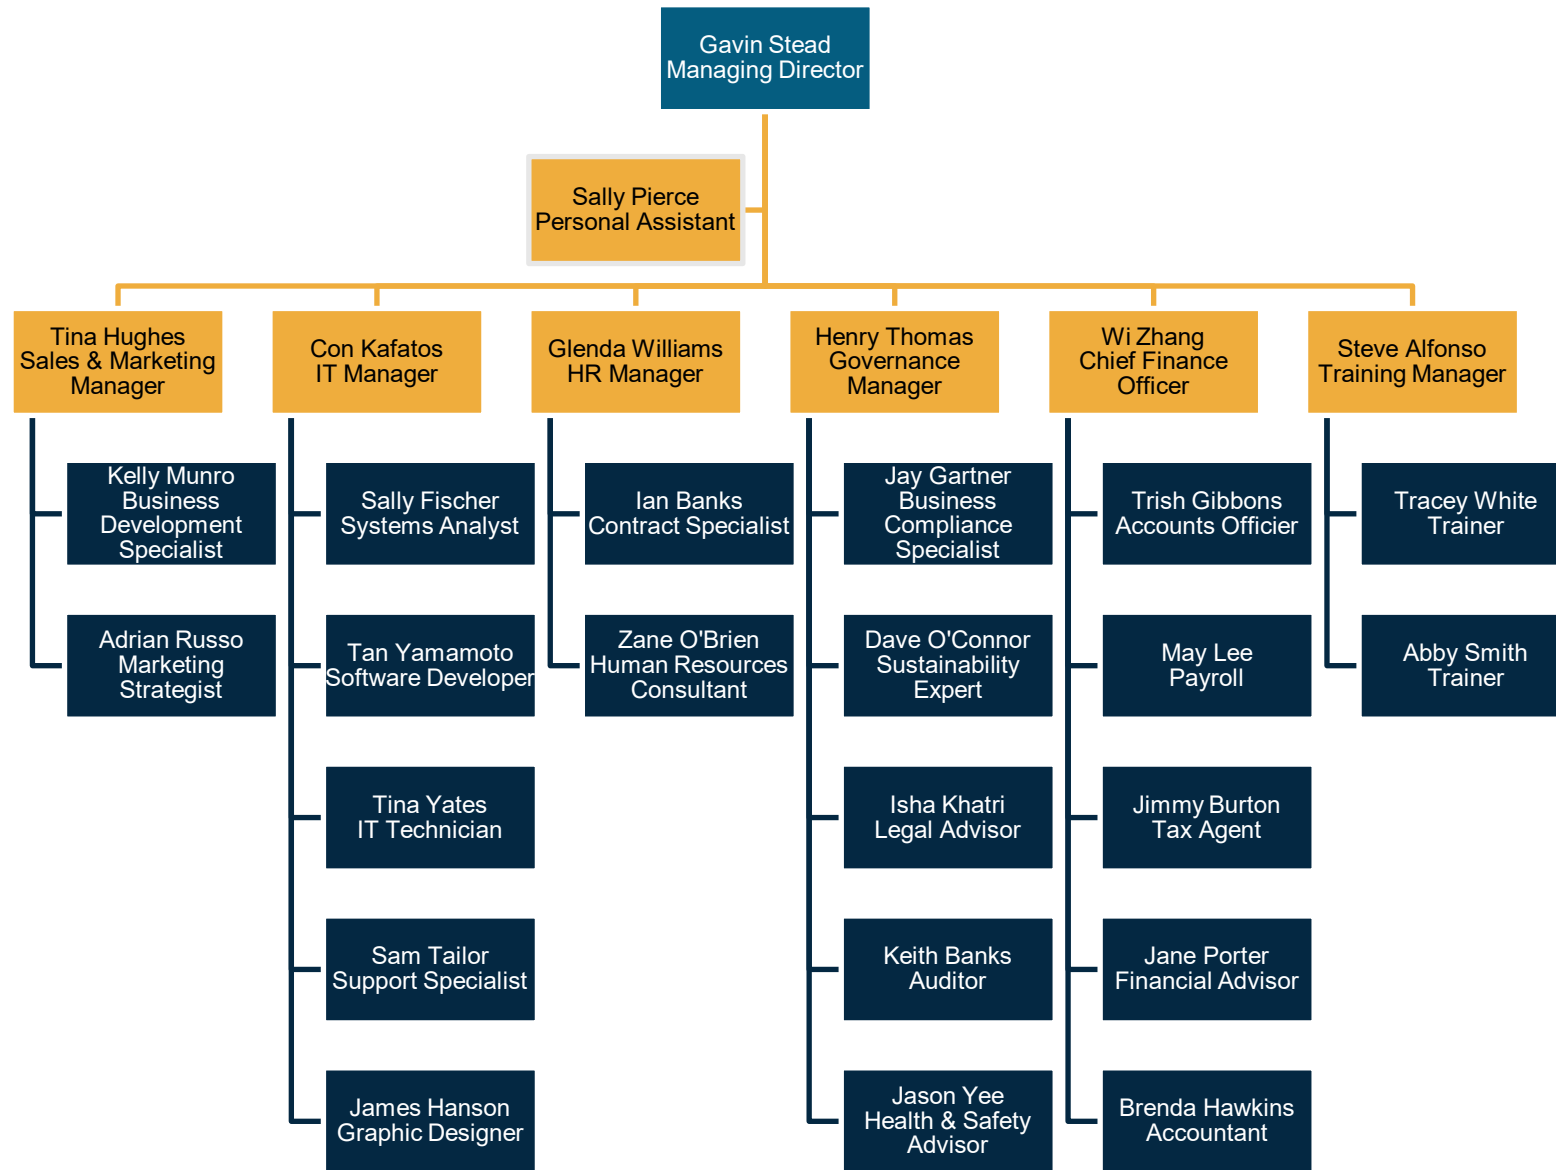 Gavin Stead
Managing Director
Sally Pierce
Personal Assistant
Tina Hughes
Sales & Marketing
Manager
Con Kafatos
IT Manager
Glenda Williams
HR Manager
Henry Thomas
Governance
Manager
Wi Zhang
Chief Finance
Officer
Steve Alfonso
Training Manager
Kelly Munro
Business
Development
Specialist
Adrian Russo
Marketing
Strategist
Sally Fischer
Systems Analyst
Tan Yamamoto
Software Developer
Tina Yates
IT Technician
Sam Tailor
Support Specialist
James Hanson
Graphic Designer
Ian Banks
Contract Specialist
Zane O'Brien
Human Resources
Consultant
Jay Gartner
Business
Compliance
Specialist
Dave O'Connor
Sustainability
Expert
Isha Khatri
Legal Advisor
Keith Banks
Auditor
Jason Yee
Health & Safety
Advisor
Trish Gibbons
Accounts Officier
May Lee
Payroll
Jimmy Burton
Tax Agent
Jane Porter
Financial Advisor
Brenda Hawkins
Accountant
Tracey White
Trainer
Abby Smith
Trainer